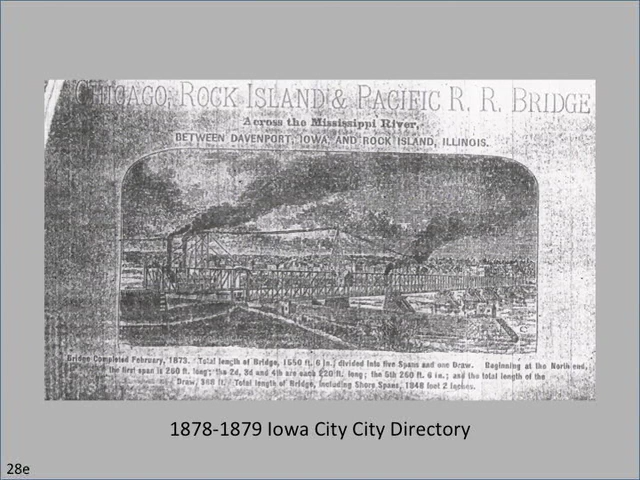 CHICAGO, ROCK ISLAND & PACIFIC R. R. BRIDGE
Across the Mississippi River,
BETWEEN DAVENPORT, IOWA, AND ROCK ISLAND, ILLINOIS.
Bridge Completed February, 1873. Total length of Bridge, 1550 ft. 6 in.; divided into five Spans and one Draw. Beginning at the North end,
the first span is 260 ft. long; the 2d, 3d and 4th are each 220 ft. long; the 5th 260 ft. 6 in.; and the total length of the
Draw, 368 ft. Total length of Bridge, including Shore Spans, 1848 feet 2 inches.
1878-1879 Iowa City City Directory
28e